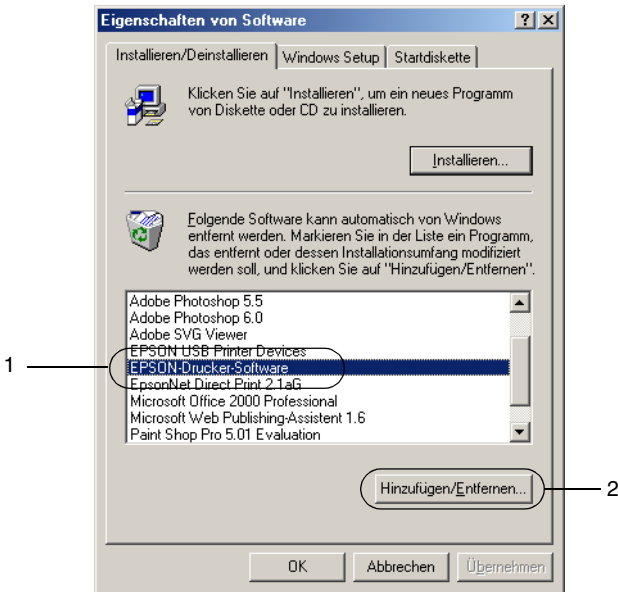 Eigenschaften von Software
Installieren/Deinstallieren Windows Setup Startdiskette
Klicken Sie auf "Installieren", um ein neues Programm
von Diskette oder CD zu installieren.
Installieren...
Folgende Software kann automatisch von Windows
entfernt werden. Markieren Sie in der Liste ein Programm,
das entfernt oder dessen Installationsumfang modifiziert
werden soll, und klicken Sie auf "Hinzufügen/Entfernen".
Adobe Photoshop 5.5
Adobe Photoshop 6.0
Adobe SVG Viewer
EPSON USB Printer Devices
1
EPSON-Drucker-Software
EpsonNet Direct Print 2.1aG
Microsoft Office 2000 Professional
Microsoft Web Publishing-Assistent 1.6
Paint Shop Pro 5.01 Evaluation
Hinzufügen/Entfernen...
2
OK Abbrechen Übernehmen